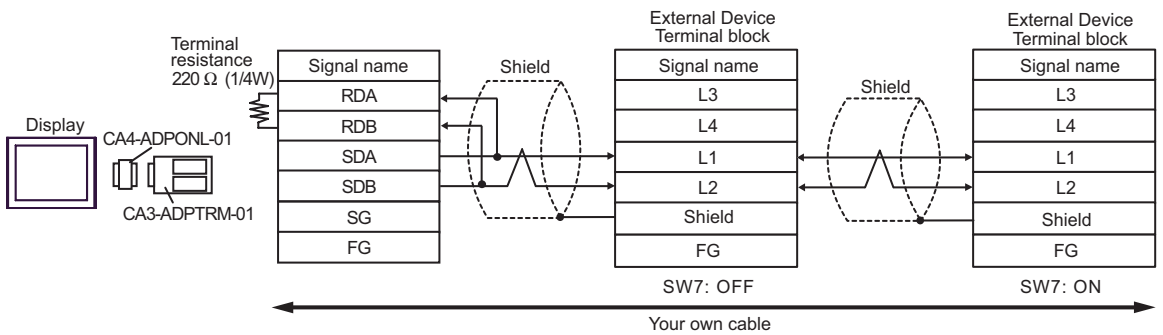 Display
CA4-ADPONL-01
CA3-ADPTRM-01
Terminal
resistance
220 Ω (1/4W)
Signal name
RDA
RDB
SDA
SDB
SG
FG
Shield
External Device
Terminal block
Signal name
L3
L4
L1
L2
Shield
FG
SW7: OFF
Shield
External Device
Terminal block
Signal name
L3
L4
L1
L2
Shield
FG
SW7: ON
Your own cable